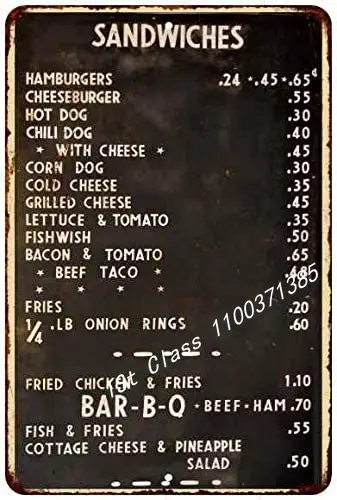 SANDWICHES
HAMBURGERS .24 *.45*.65¢
CHEESEBURGER .55
HOT DOG .30
CHILI DOG .40
* WITH CHEESE * .45
CORN DOG .30
COLD CHEESE .35
GRILLED CHEESE .45
LETTUCE & TOMATO .35
FISHWISH .50
BACON & TOMATO .65
* BEEF TACO * .48
* * * *
FRIES .20
1/4 .LB ONION RINGS .60
FRIED CHICKEN & FRIES 1.10
BAR-B-Q • BEEF-HAM .70
FISH & FRIES .55
COTTAGE CHEESE & PINEAPPLE
SALAD .50
1st Class 1100371385